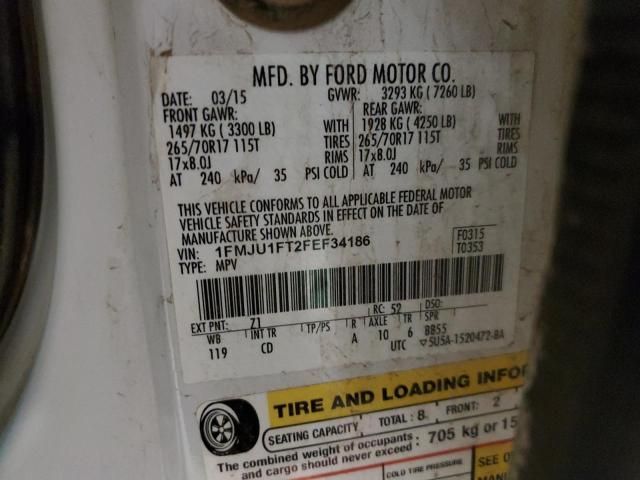 MFD. BY FORD MOTOR CO.
DATE: 03/15 GVWR: 3293 KG ( 7260 LB)
FRONT GAWR: REAR GAWR:
1497 KG ( 3300 LB) WITH 1928 KG ( 4250 LB) WITH
265/70R17 115T TIRES 265/70R17 115T TIRES
17x8.0J RIMS 17x8.0J RIMS
AT 240 kPa/ 35 PSI COLD AT 240 kPa/ 35 PSI COLD
THIS VEHICLE CONFORMS TO ALL APPLICABLE FEDERAL MOTOR
VEHICLE SAFETY STANDARDS IN EFFECT ON THE DATE OF
MANUFACTURE SHOWN ABOVE.
VIN: 1FMJU1FT2FEF34186 F0315
TYPE: MPV T0353
EXT PNT: Z1 RC: 52 DSO:
WB INT TR TP/PS R AXLE TR SPR
119 CD A 10 6 BB55
UTC ▽5U5A-1520472-BA
TIRE AND LOADING INFOR
SEATING CAPACITY TOTAL : 8 FRONT: 2
The combined weight of occupants : 705 kg or 15
and cargo should never exceed
COLD TIRE PRESSURE SEE O